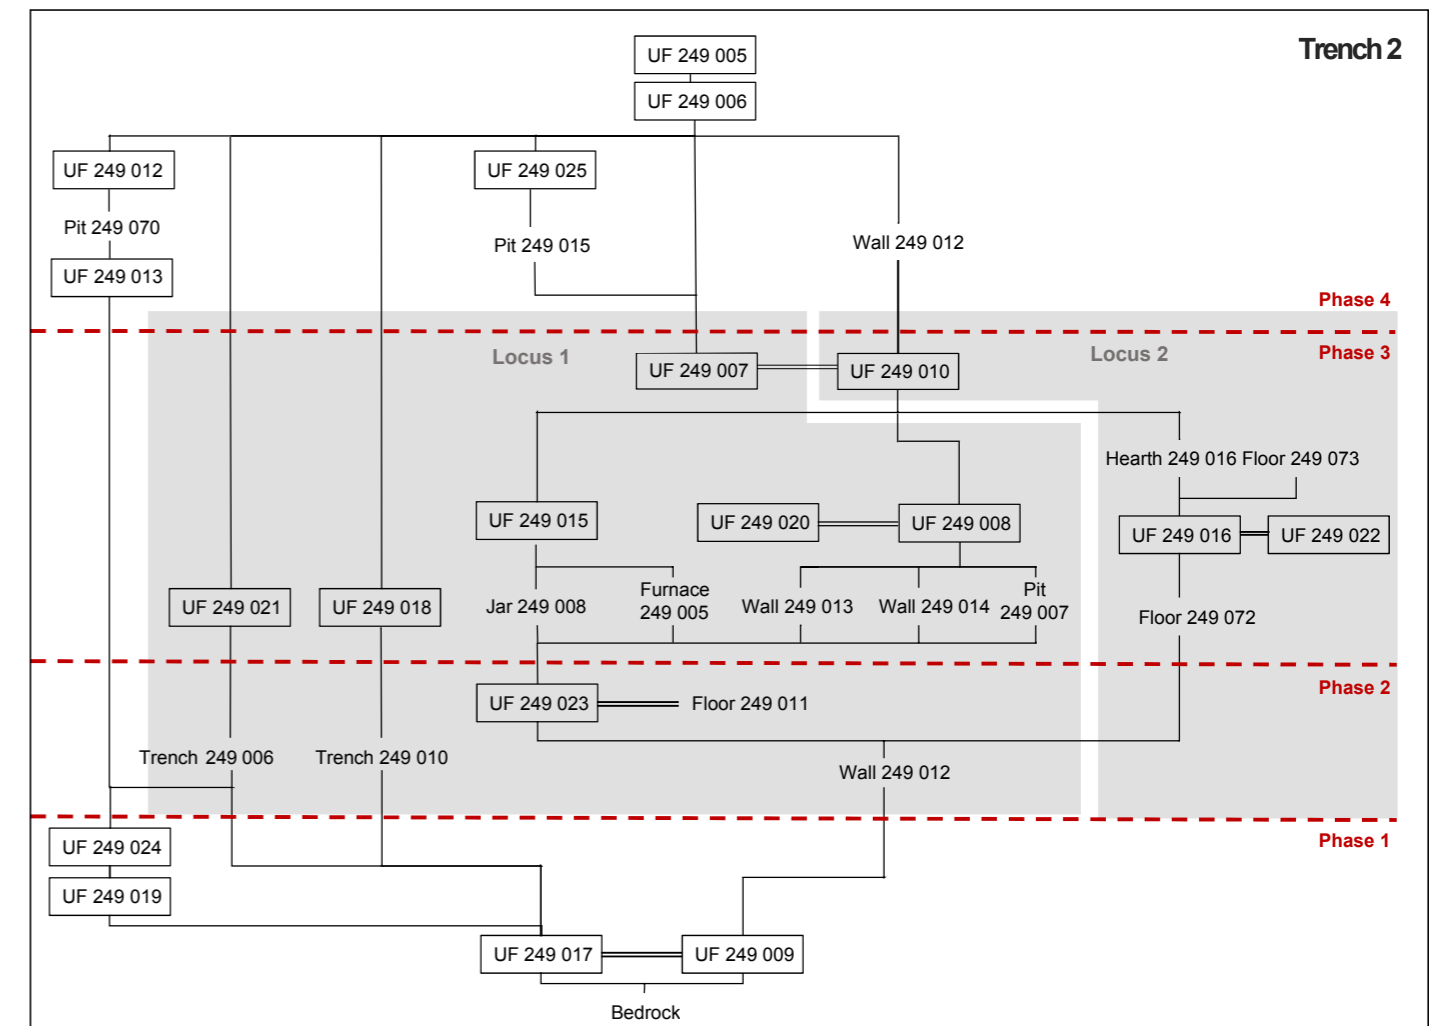 Trench 2
UF 249 005
UF 249 006
UF 249 012
UF 249 025
Pit 249 070
Pit 249 015
Wall 249 012
UF 249 013
Phase 4
Locus 1
Locus 2
Phase 3
UF 249 007
UF 249 010
Hearth 249 016 Floor 249 073
UF 249 015
UF 249 020
UF 249 008
UF 249 016
UF 249 022
UF 249 021
UF 249 018
Jar 249 008
Furnace
249 005
Wall 249 013
Wall 249 014
Pit
249 007
Floor 249 072
Phase 2
UF 249 023
Floor 249 011
Trench 249 006
Trench 249 010
Wall 249 012
Phase 1
UF 249 024
UF 249 019
UF 249 017
UF 249 009
Bedrock